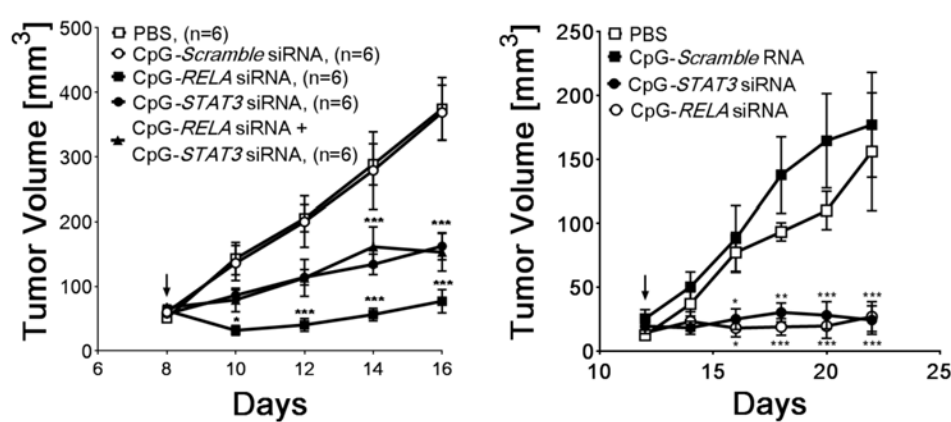 Tumor Volume [mm³]
500
400
300
200
100
0
PBS, (n=6)
CpG-Scramble siRNA, (n=6)
CpG-RELA siRNA, (n=6)
CpG-STAT3 siRNA, (n=6)
CpG-RELA siRNA +
CpG-STAT3 siRNA, (n=6)
***
***
***
***
***
*
6
8
10
12
14
16
Days
Tumor Volume [mm³]
250
200
150
100
50
0
PBS
CpG-Scramble RNA
CpG-STAT3 siRNA
CpG-RELA siRNA
*
**
***
***
*
***
***
***
10
15
20
25
Days